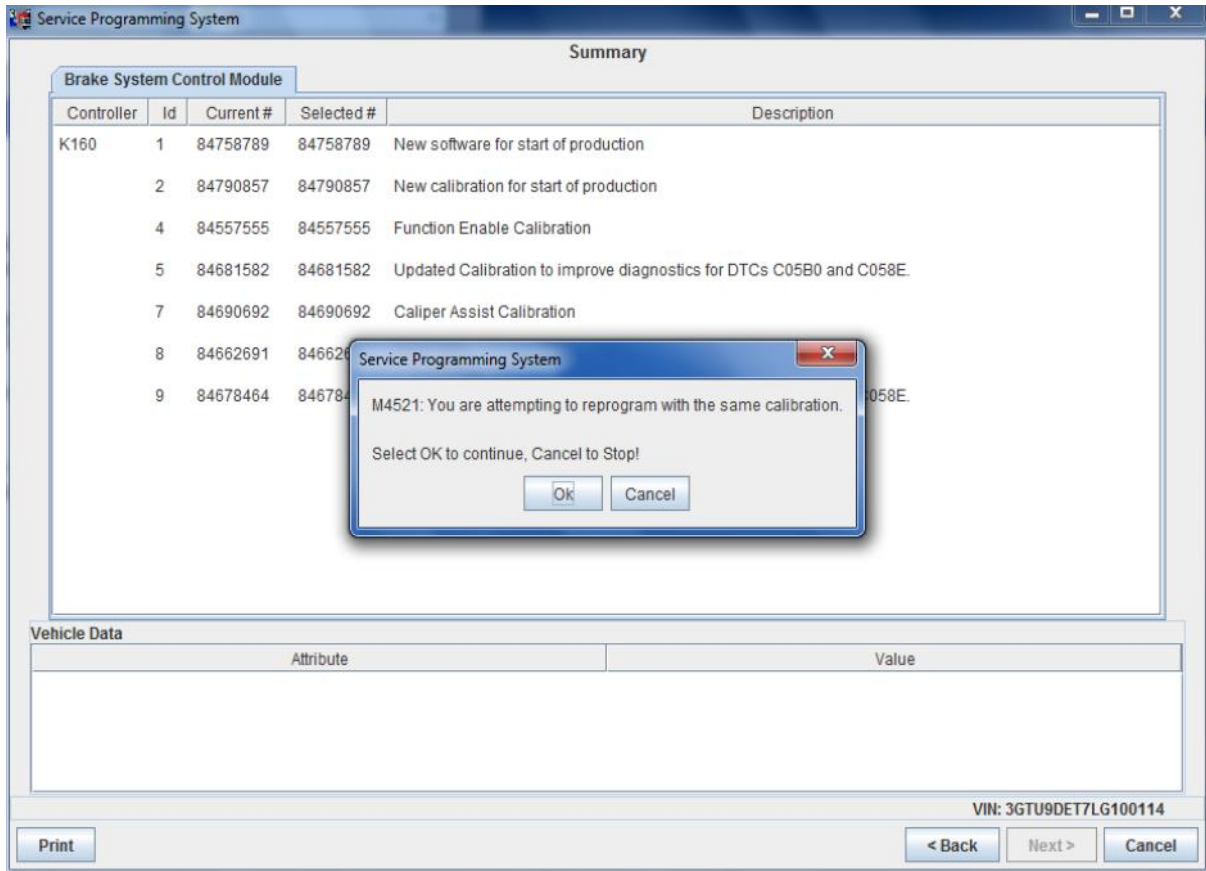 Service Programming System
Summary
Brake System Control Module
Controller Id Current # Selected # Description
K160 1 84758789 84758789 New software for start of production
2 84790857 84790857 New calibration for start of production
4 84557555 84557555 Function Enable Calibration
5 84681582 84681582 Updated Calibration to improve diagnostics for DTCs C05B0 and C058E.
7 84690692 84690692 Caliper Assist Calibration
8 84662691
9 84678464 C058E.
Service Programming System
M4521: You are attempting to reprogram with the same calibration.
Select OK to continue, Cancel to Stop!
Ok Cancel
Vehicle Data
Attribute Value
VIN: 3GTU9DET7LG100114
Print < Back Next > Cancel